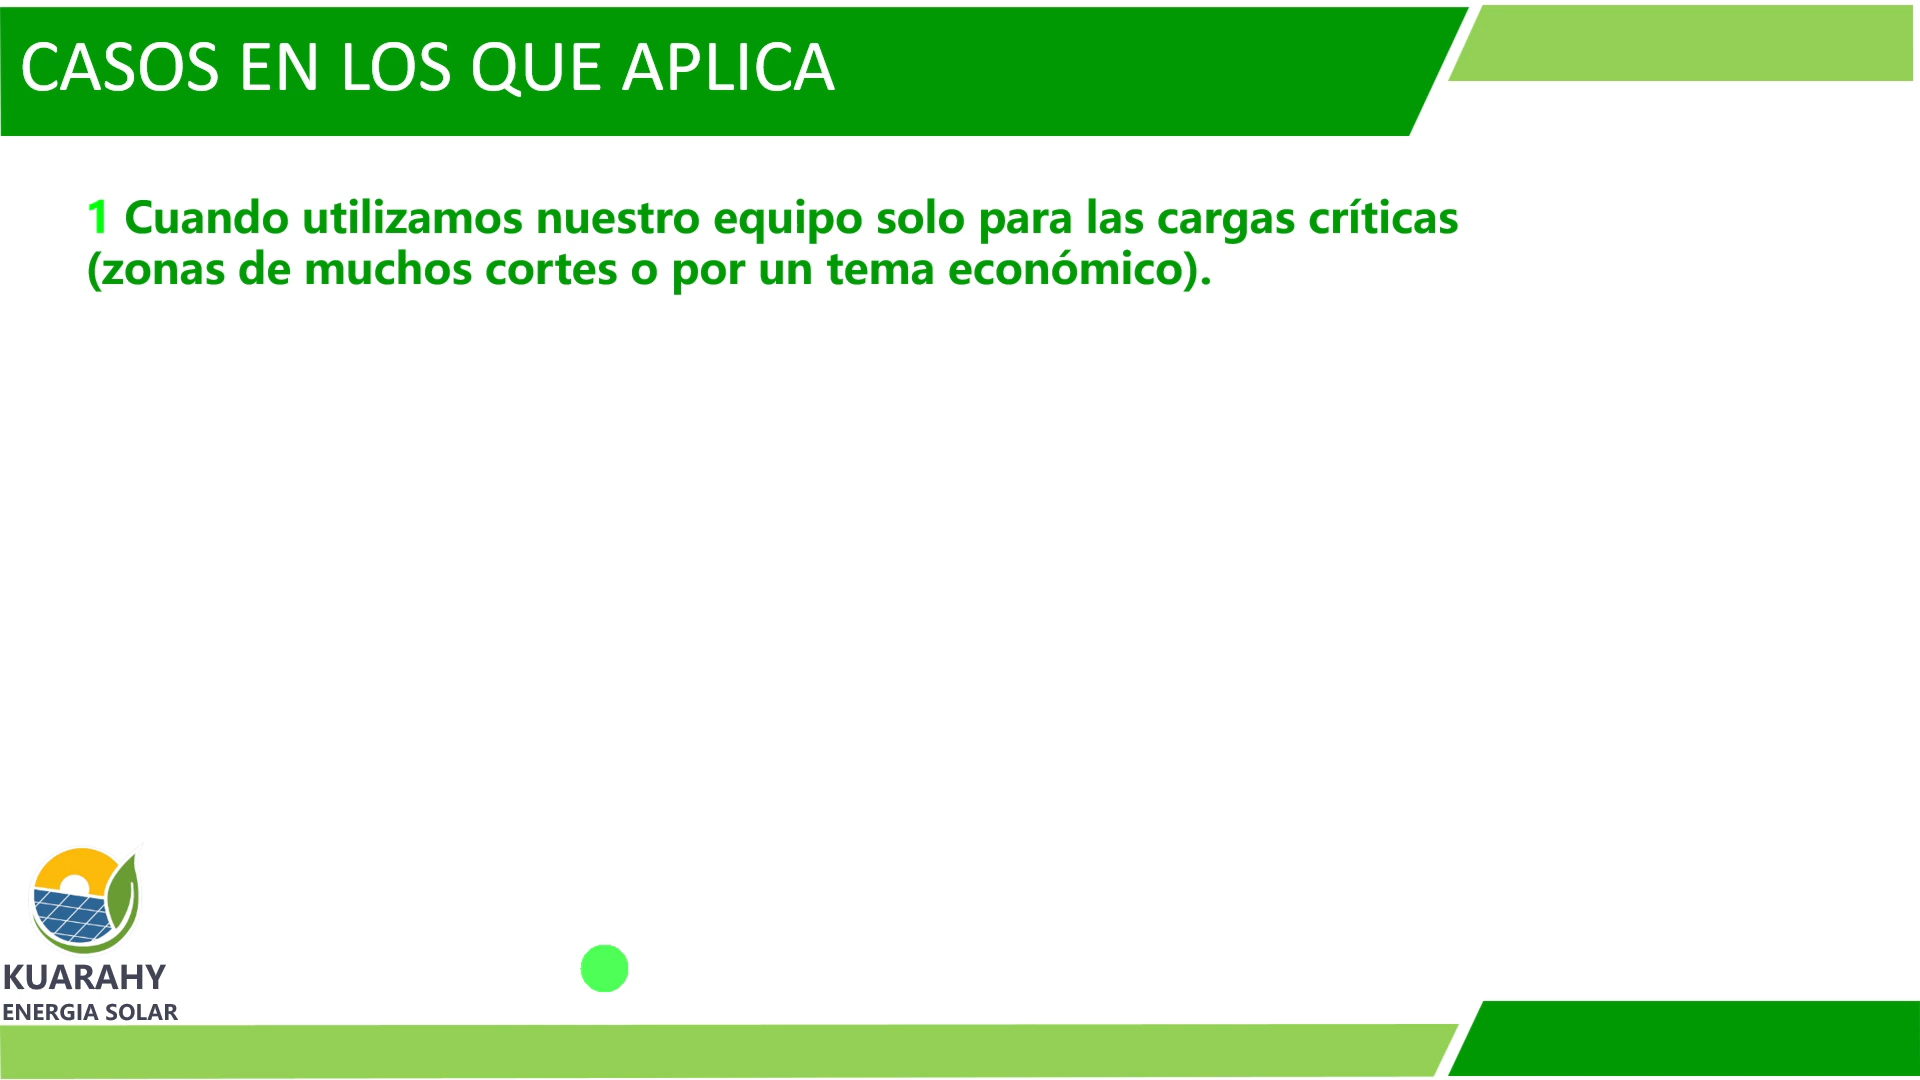 CASOS EN LOS QUE APLICA
1 Cuando utilizamos nuestro equipo solo para las cargas críticas
(zonas de muchos cortes o por un tema económico).
KUARAHY
ENERGIA SOLAR